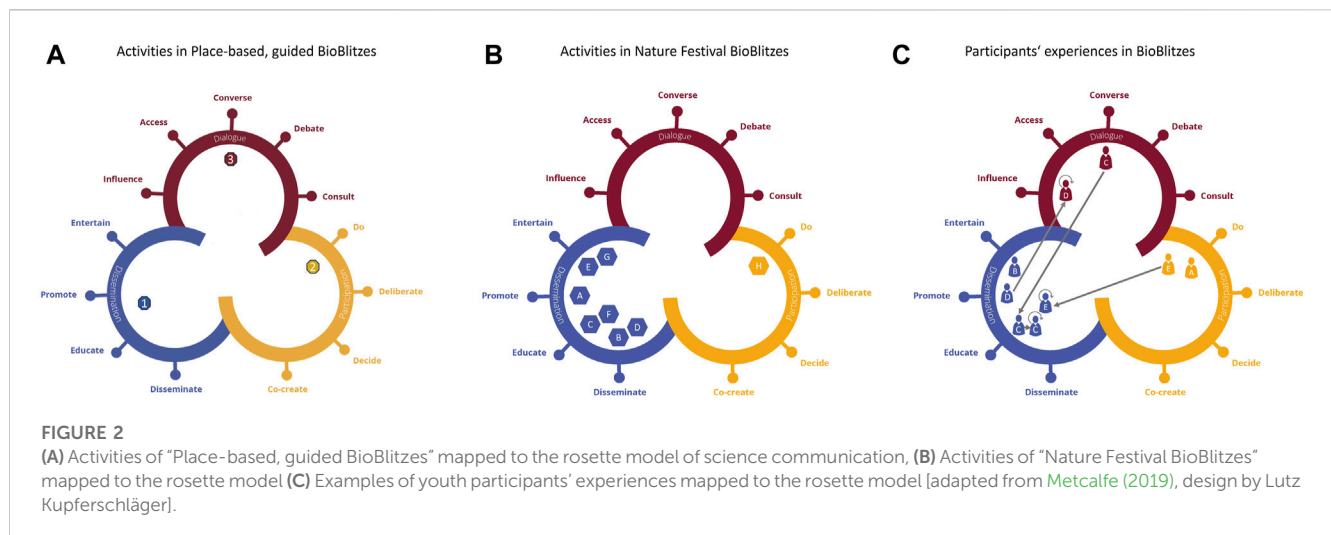 A
Activities in Place-based, guided BioBlitzes
Converse
Access
Debate
Dialogue
3
Influence
Consult
Entertain
Do
Dissemination
2
Promote
1
Participation
Deliberate
Educate
Decide
Disseminate
Co-create
B
Activities in Nature Festival BioBlitzes
Converse
Access
Debate
Dialogue
Influence
Consult
Entertain
Do
G
E
H
Dissemination
Promote
A
Participation
Deliberate
F
C
D
B
Educate
Decide
Disseminate
Co-create
C
Participants‘ experiences in BioBlitzes
Converse
Access
Debate
Dialogue
C
Influence
D
Consult
Entertain
Do
B
E
A
Dissemination
Promote
D
E
Participation
Deliberate
C
C
Educate
Decide
Disseminate
Co-create
FIGURE 2
(A) Activities of “Place-based, guided BioBlitzes” mapped to the rosette model of science communication, (B) Activities of “Nature Festival BioBlitzes”
mapped to the rosette model (C) Examples of youth participants’ experiences mapped to the rosette model [adapted from Metcalfe (2019), design by Lutz
Kupferschläger].